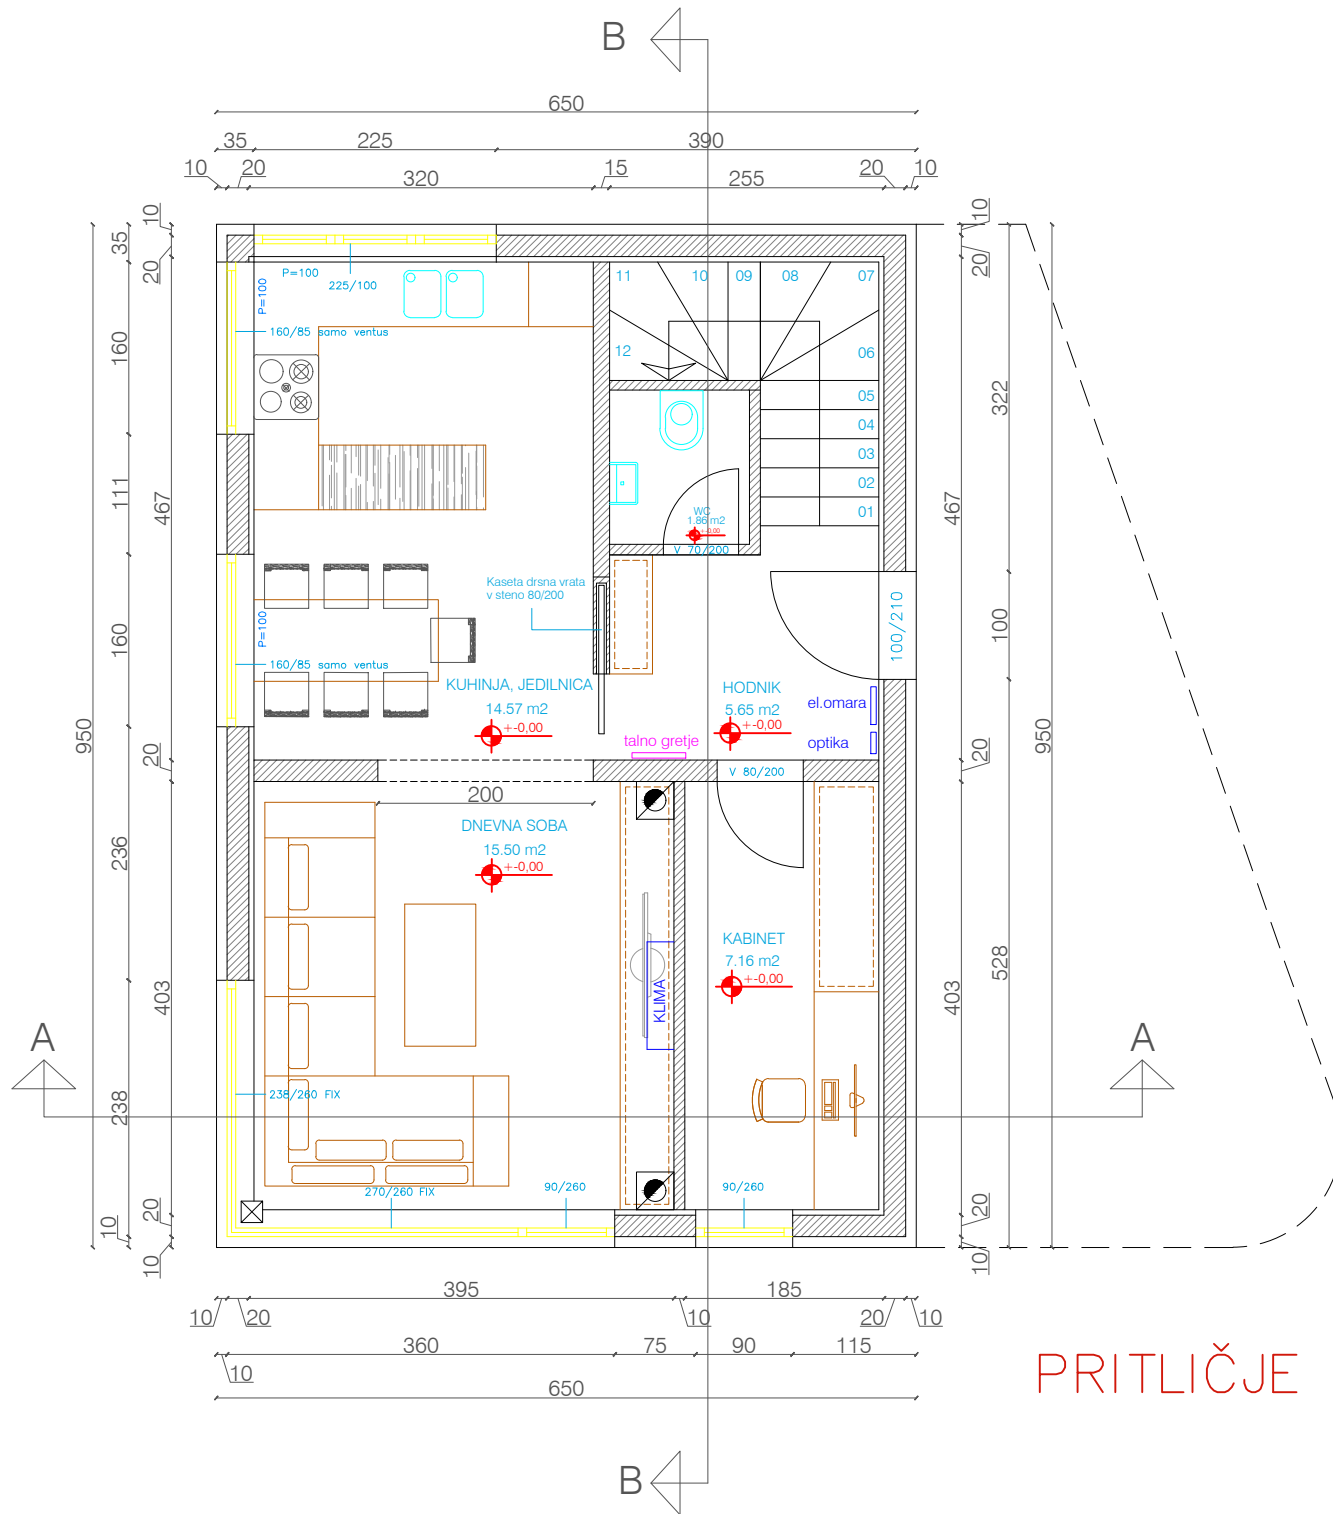 B
650
35
225
390
10
20
320
15
255
20
10
10
35
20
160
111
467
160
950
20
236
403
238
20
10
10
10
20
322
467
100
950
20
528
403
20
10
P=100
P=100
225/100
160/85 samo ventus
11
10
09
08
07
12
06
05
04
03
02
01
WC
1.86 m2
+-0,00
V 70/200
Kaseta drsna vrata
v steno 80/200
100/210
P=100
160/85 samo ventus
KUHINJA, JEDILNICA
14.57 m2
+-0,00
HODNIK
5.65 m2
+-0,00
el.omara
optika
talno gretje
V 80/200
200
DNEVNA SOBA
15.50 m2
+-0,00
KABINET
7.16 m2
+-0,00
KLIMA
A
A
238/260 FIX
270/260 FIX
90/260
90/260
395
185
10
20
10
20
10
360
75
90
115
10
650
PRITLIČJE
B